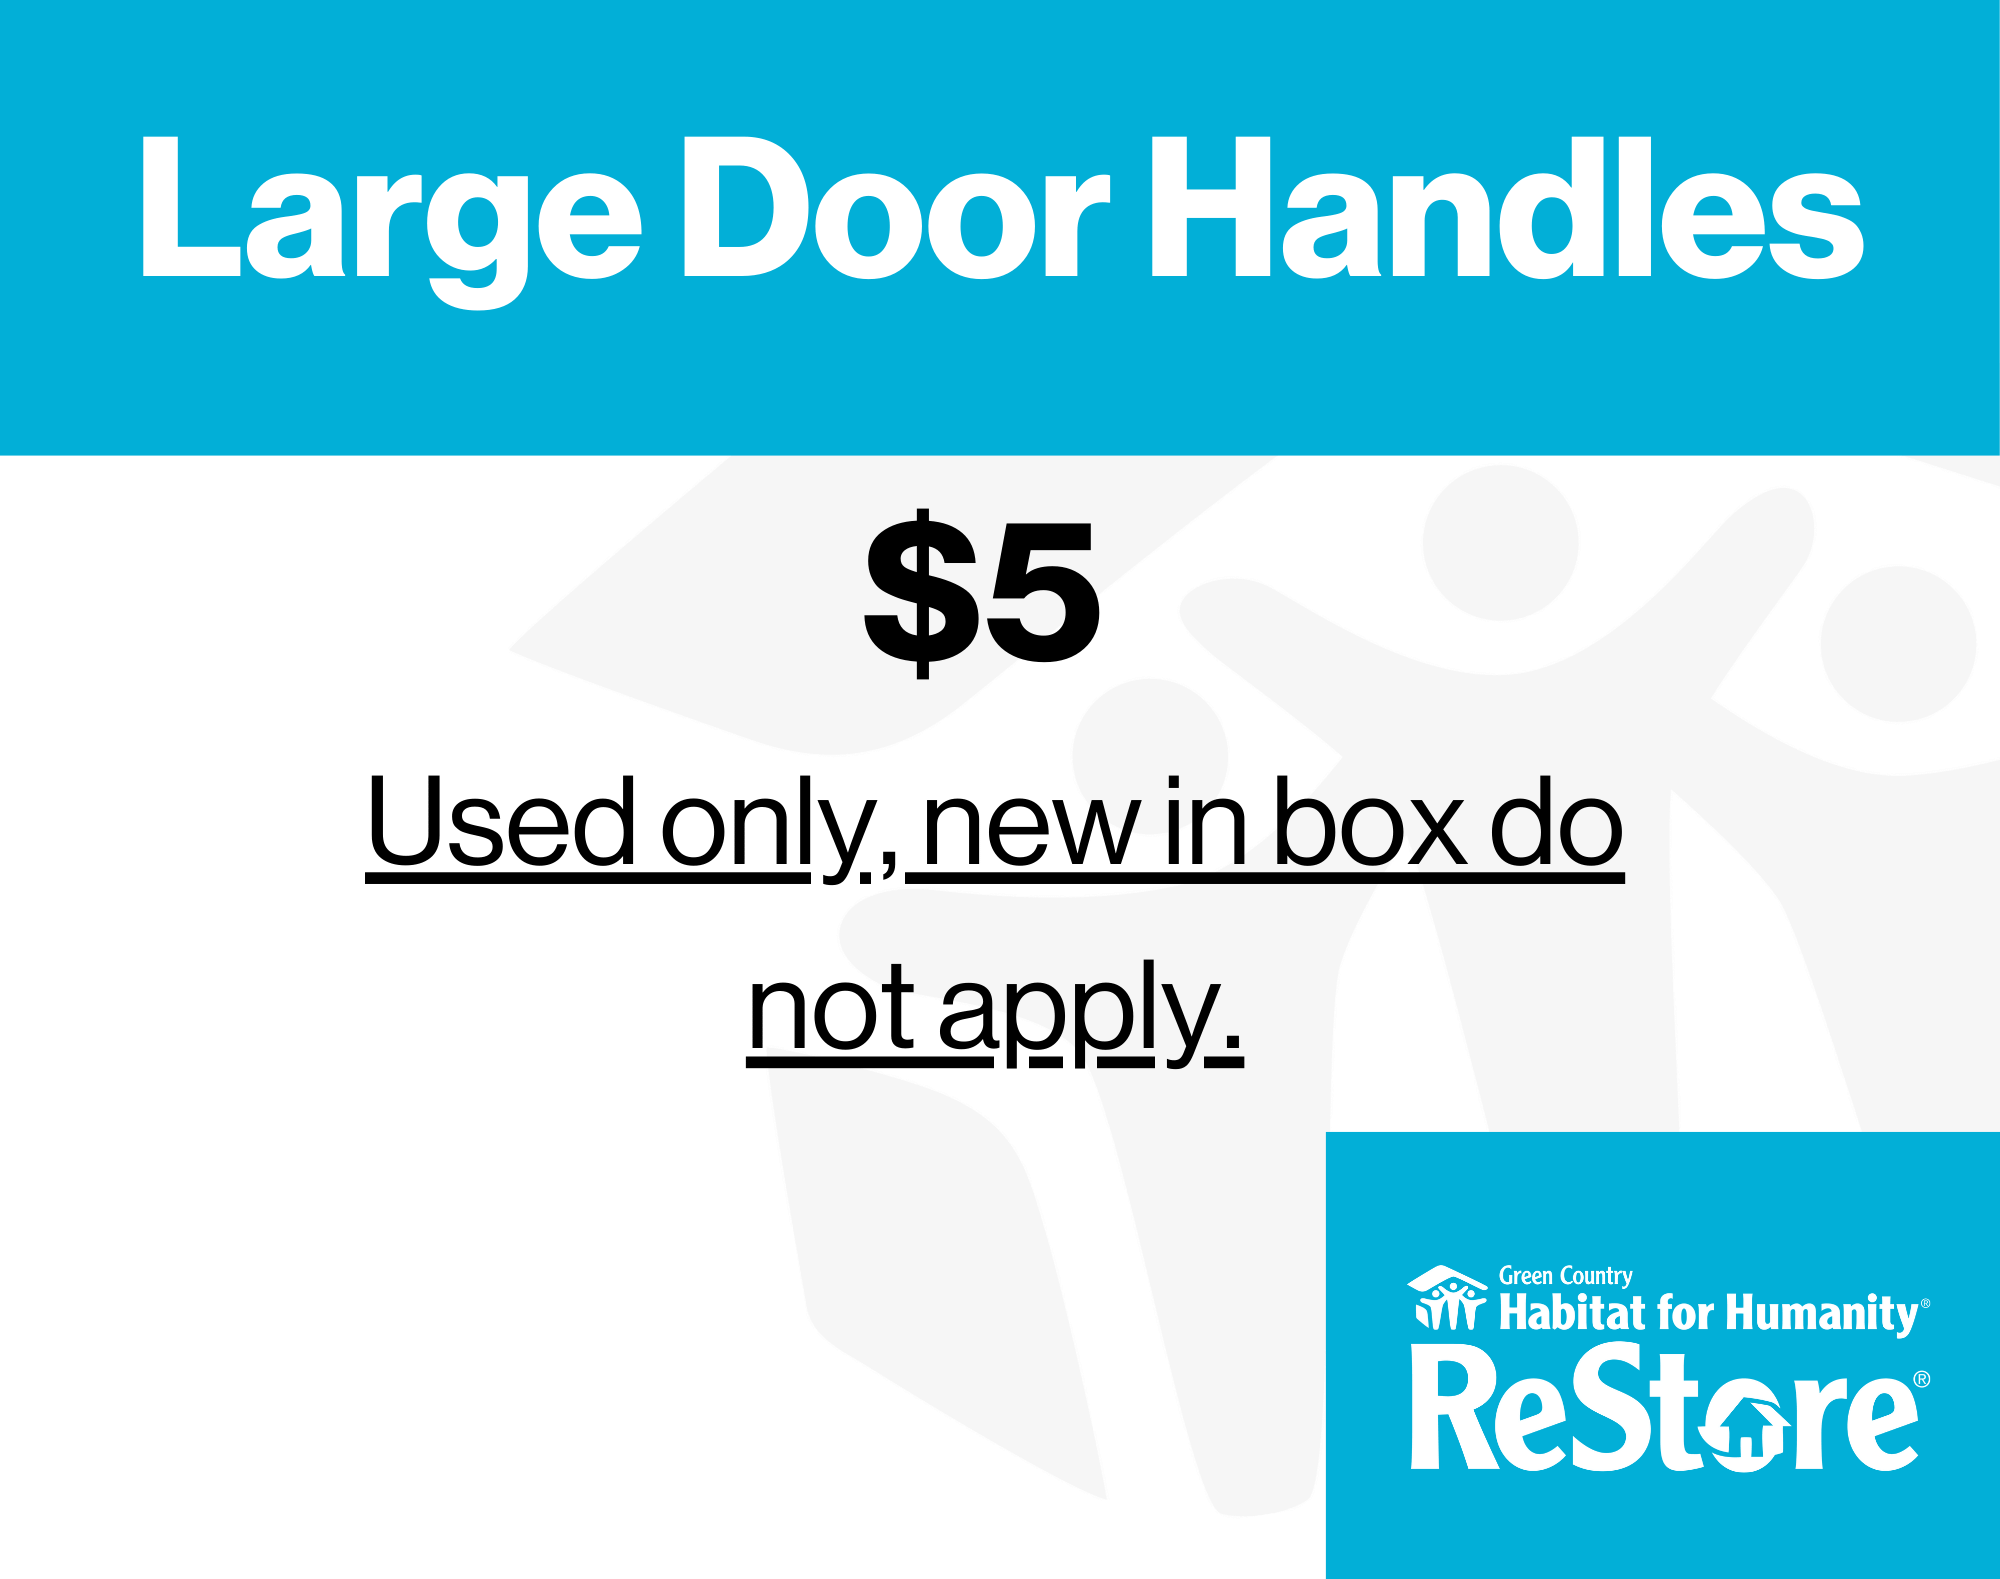 Large Door Handles
$5
Used only, new in box do
not apply.
Green Country
Habitat for Humanity®
ReStore®